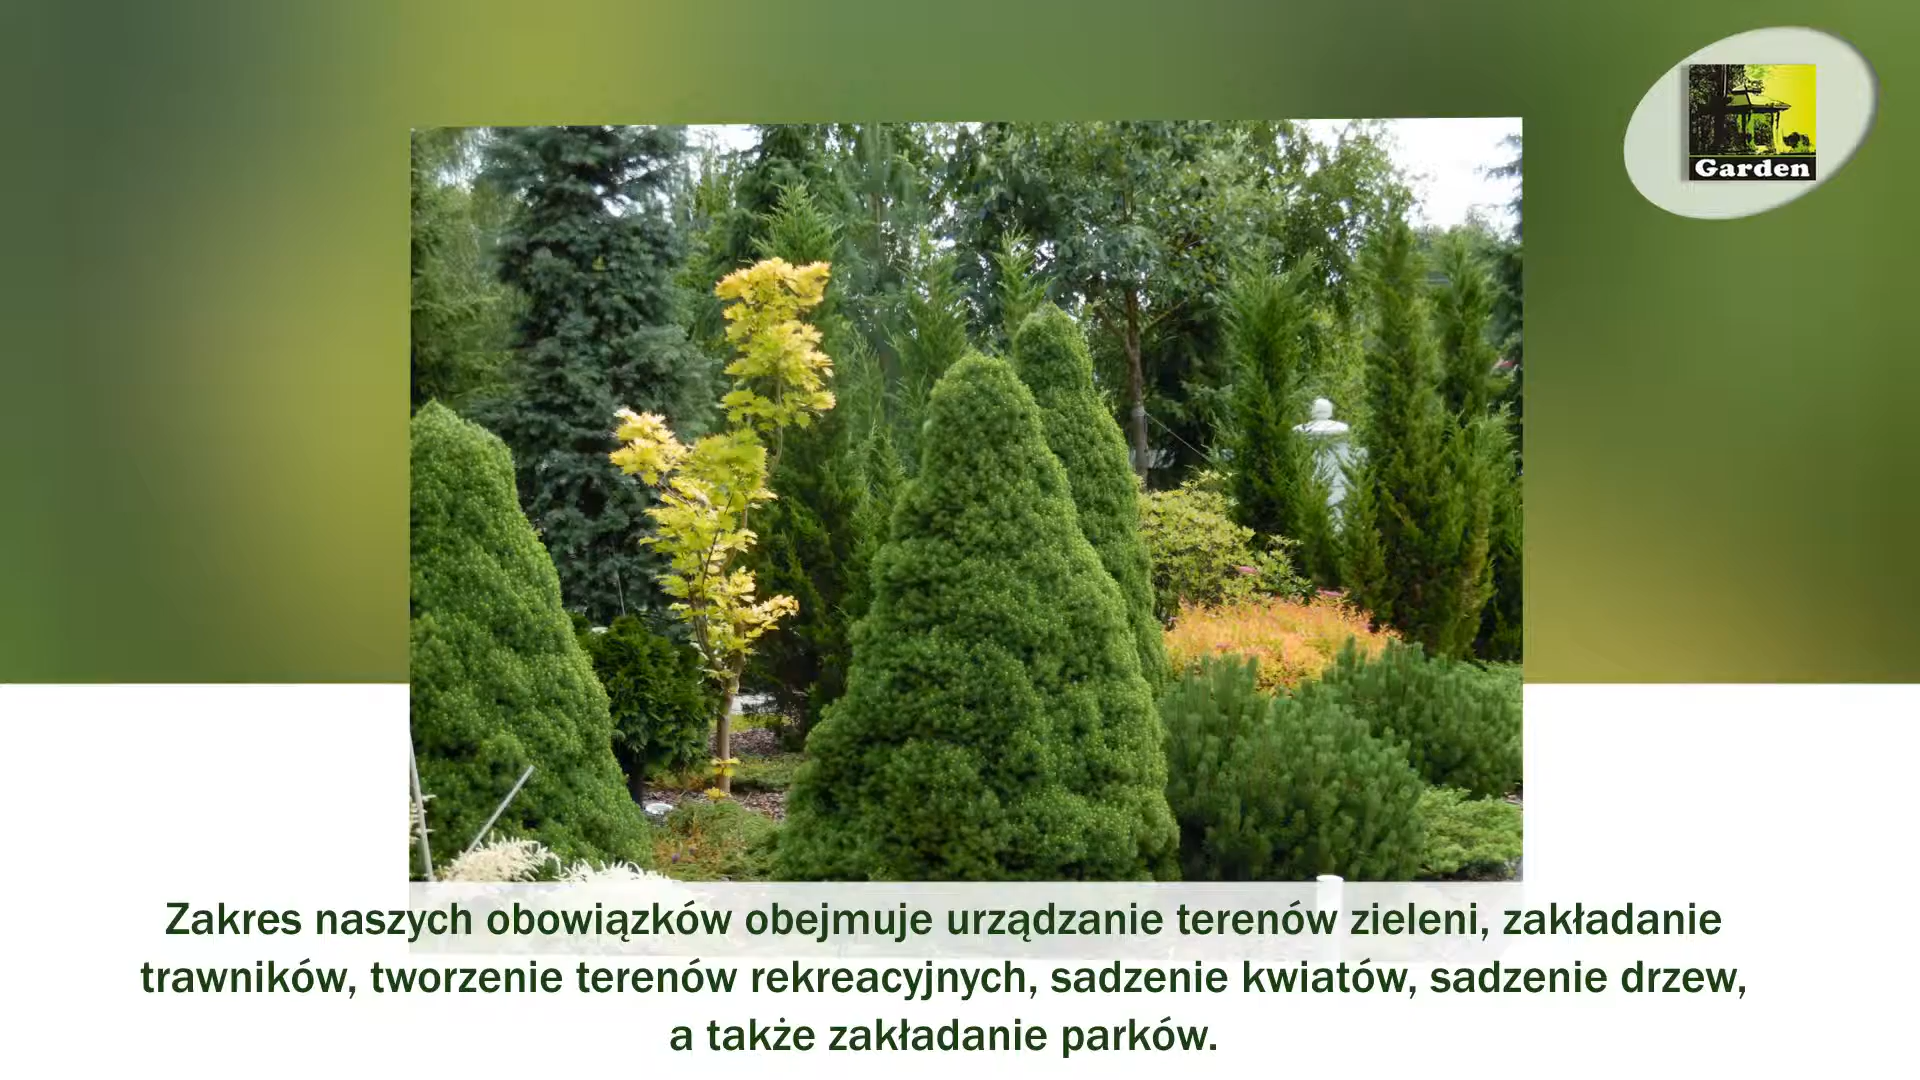 Garden
Zakres naszych obowiązków obejmuje urządzanie terenów zieleni, zakładanie
trawników, tworzenie terenów rekreacyjnych, sadzenie kwiatów, sadzenie drzew,
a także zakładanie parków.